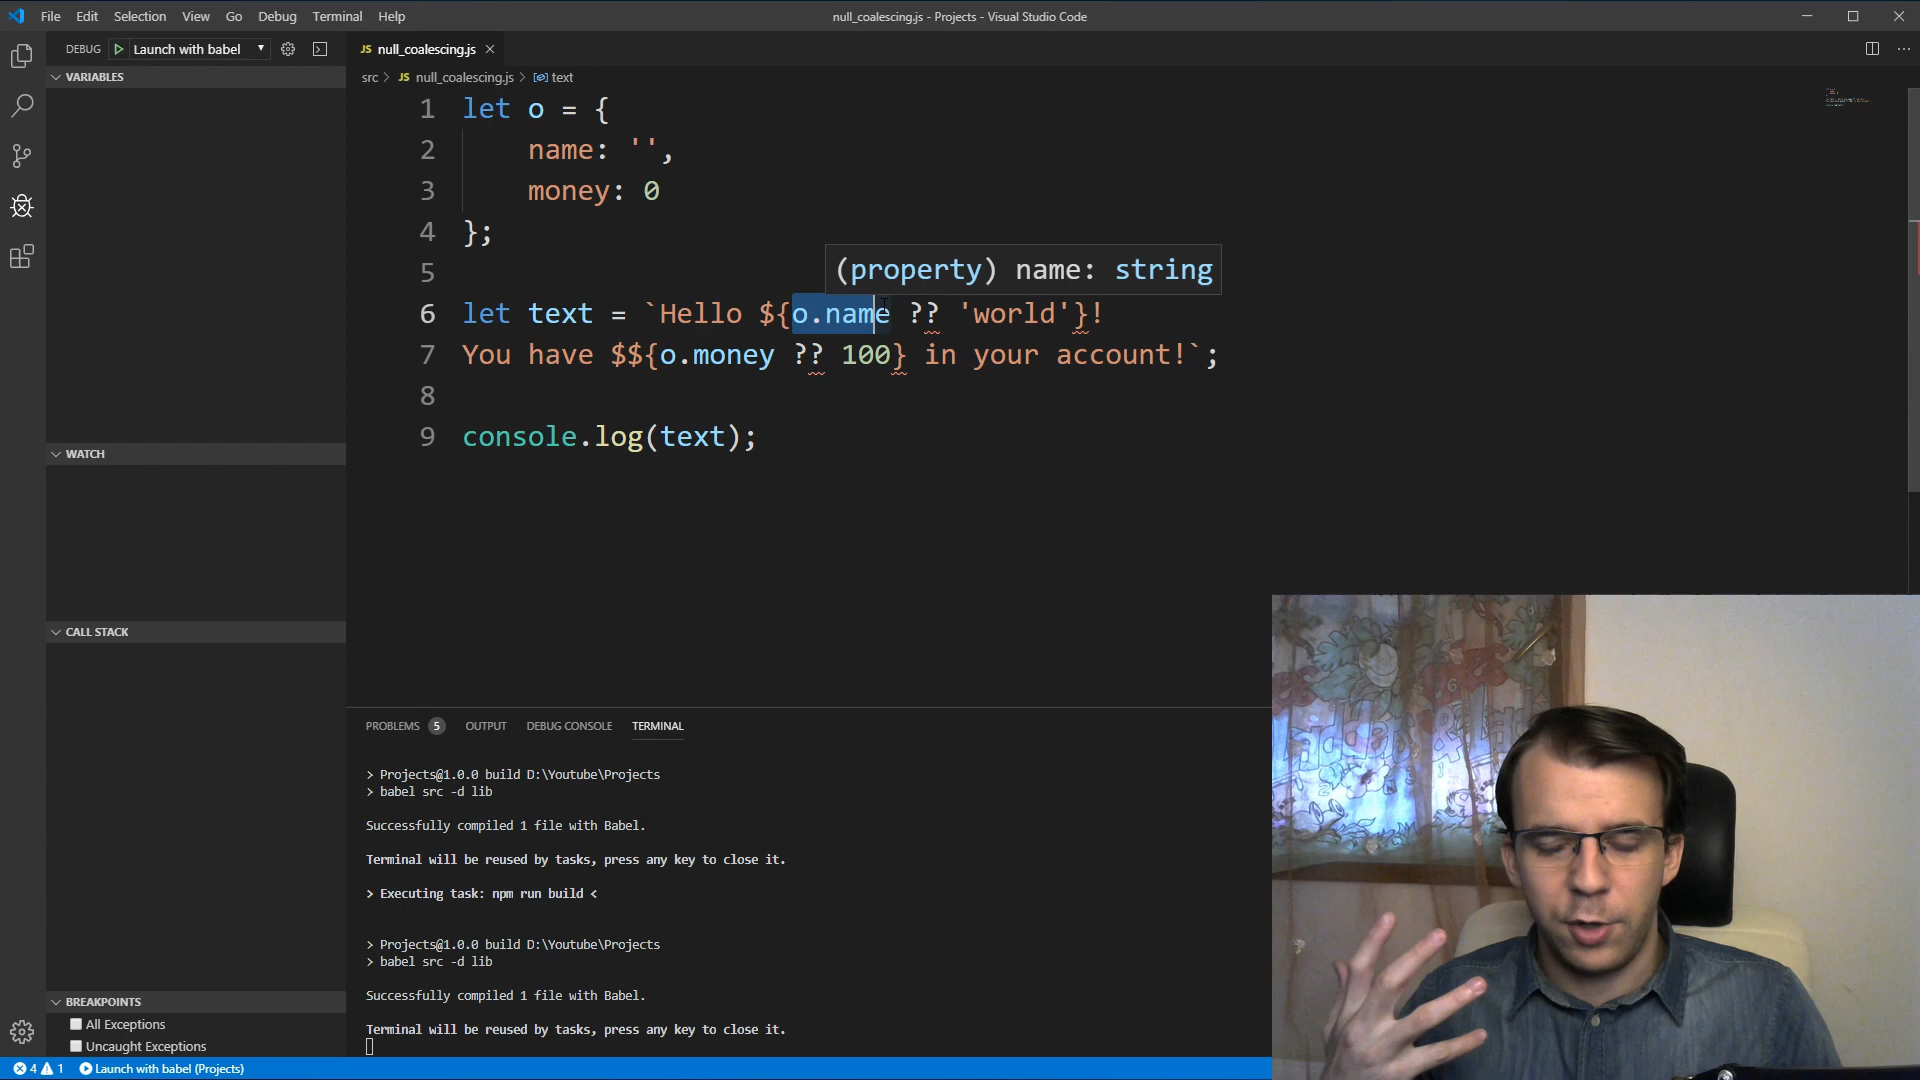 File Edit Selection View Go Debug Terminal Help
null_coalescing.js - Projects - Visual Studio Code
DEBUG Launch with babel
JS null_coalescing.js
src > JS null_coalescing.js > text
VARIABLES
1 let o = {
2 name: '',
3 money: 0
4 };
5
(property) name: string
6 let text = `Hello ${o.name ?? 'world'}!
7 You have $${o.money ?? 100} in your account!`;
8
9 console.log(text);
WATCH
CALL STACK
BREAKPOINTS
All Exceptions
Uncaught Exceptions
PROBLEMS 5 OUTPUT DEBUG CONSOLE TERMINAL
> Projects@1.0.0 build D:\Youtube\Projects
> babel src -d lib
Successfully compiled 1 file with Babel.
Terminal will be reused by tasks, press any key to close it.
> Executing task: npm run build <
> Projects@1.0.0 build D:\Youtube\Projects
> babel src -d lib
Successfully compiled 1 file with Babel.
Terminal will be reused by tasks, press any key to close it.
4 1 Launch with babel (Projects)